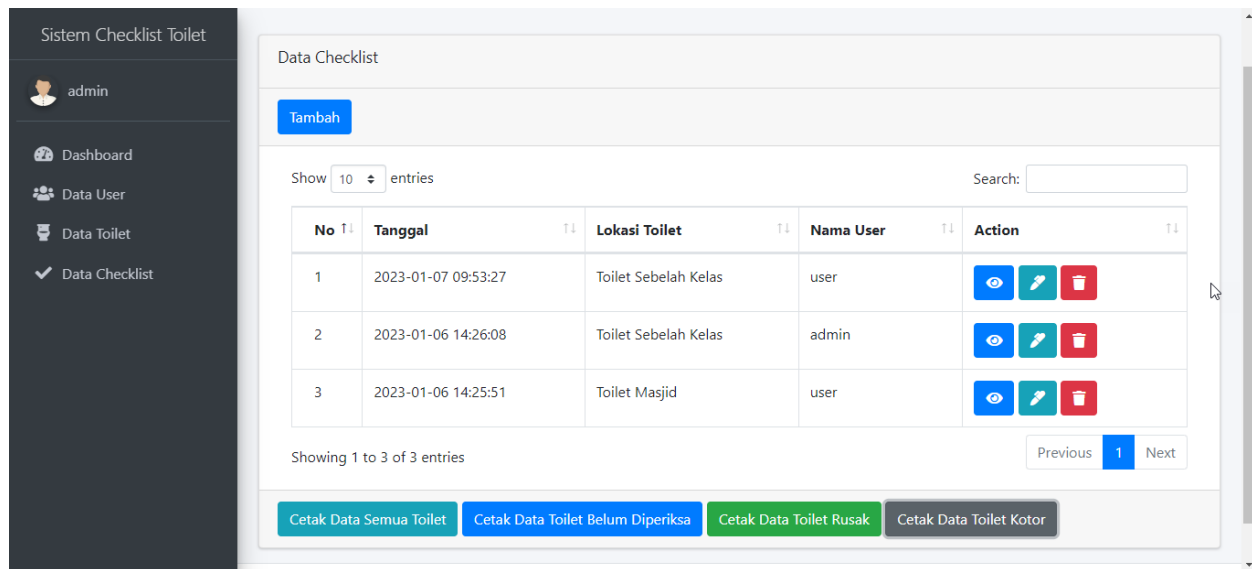 Sistem Checklist Toilet
admin
Dashboard
Data User
Data Toilet
Data Checklist
Data Checklist
Tambah
Show 10 entries Search:
No Tanggal Lokasi Toilet Nama User Action
1 2023-01-07 09:53:27 Toilet Sebelah Kelas user
2 2023-01-06 14:26:08 Toilet Sebelah Kelas admin
3 2023-01-06 14:25:51 Toilet Masjid user
Showing 1 to 3 of 3 entries Previous 1 Next
Cetak Data Semua Toilet Cetak Data Toilet Belum Diperiksa Cetak Data Toilet Rusak Cetak Data Toilet Kotor